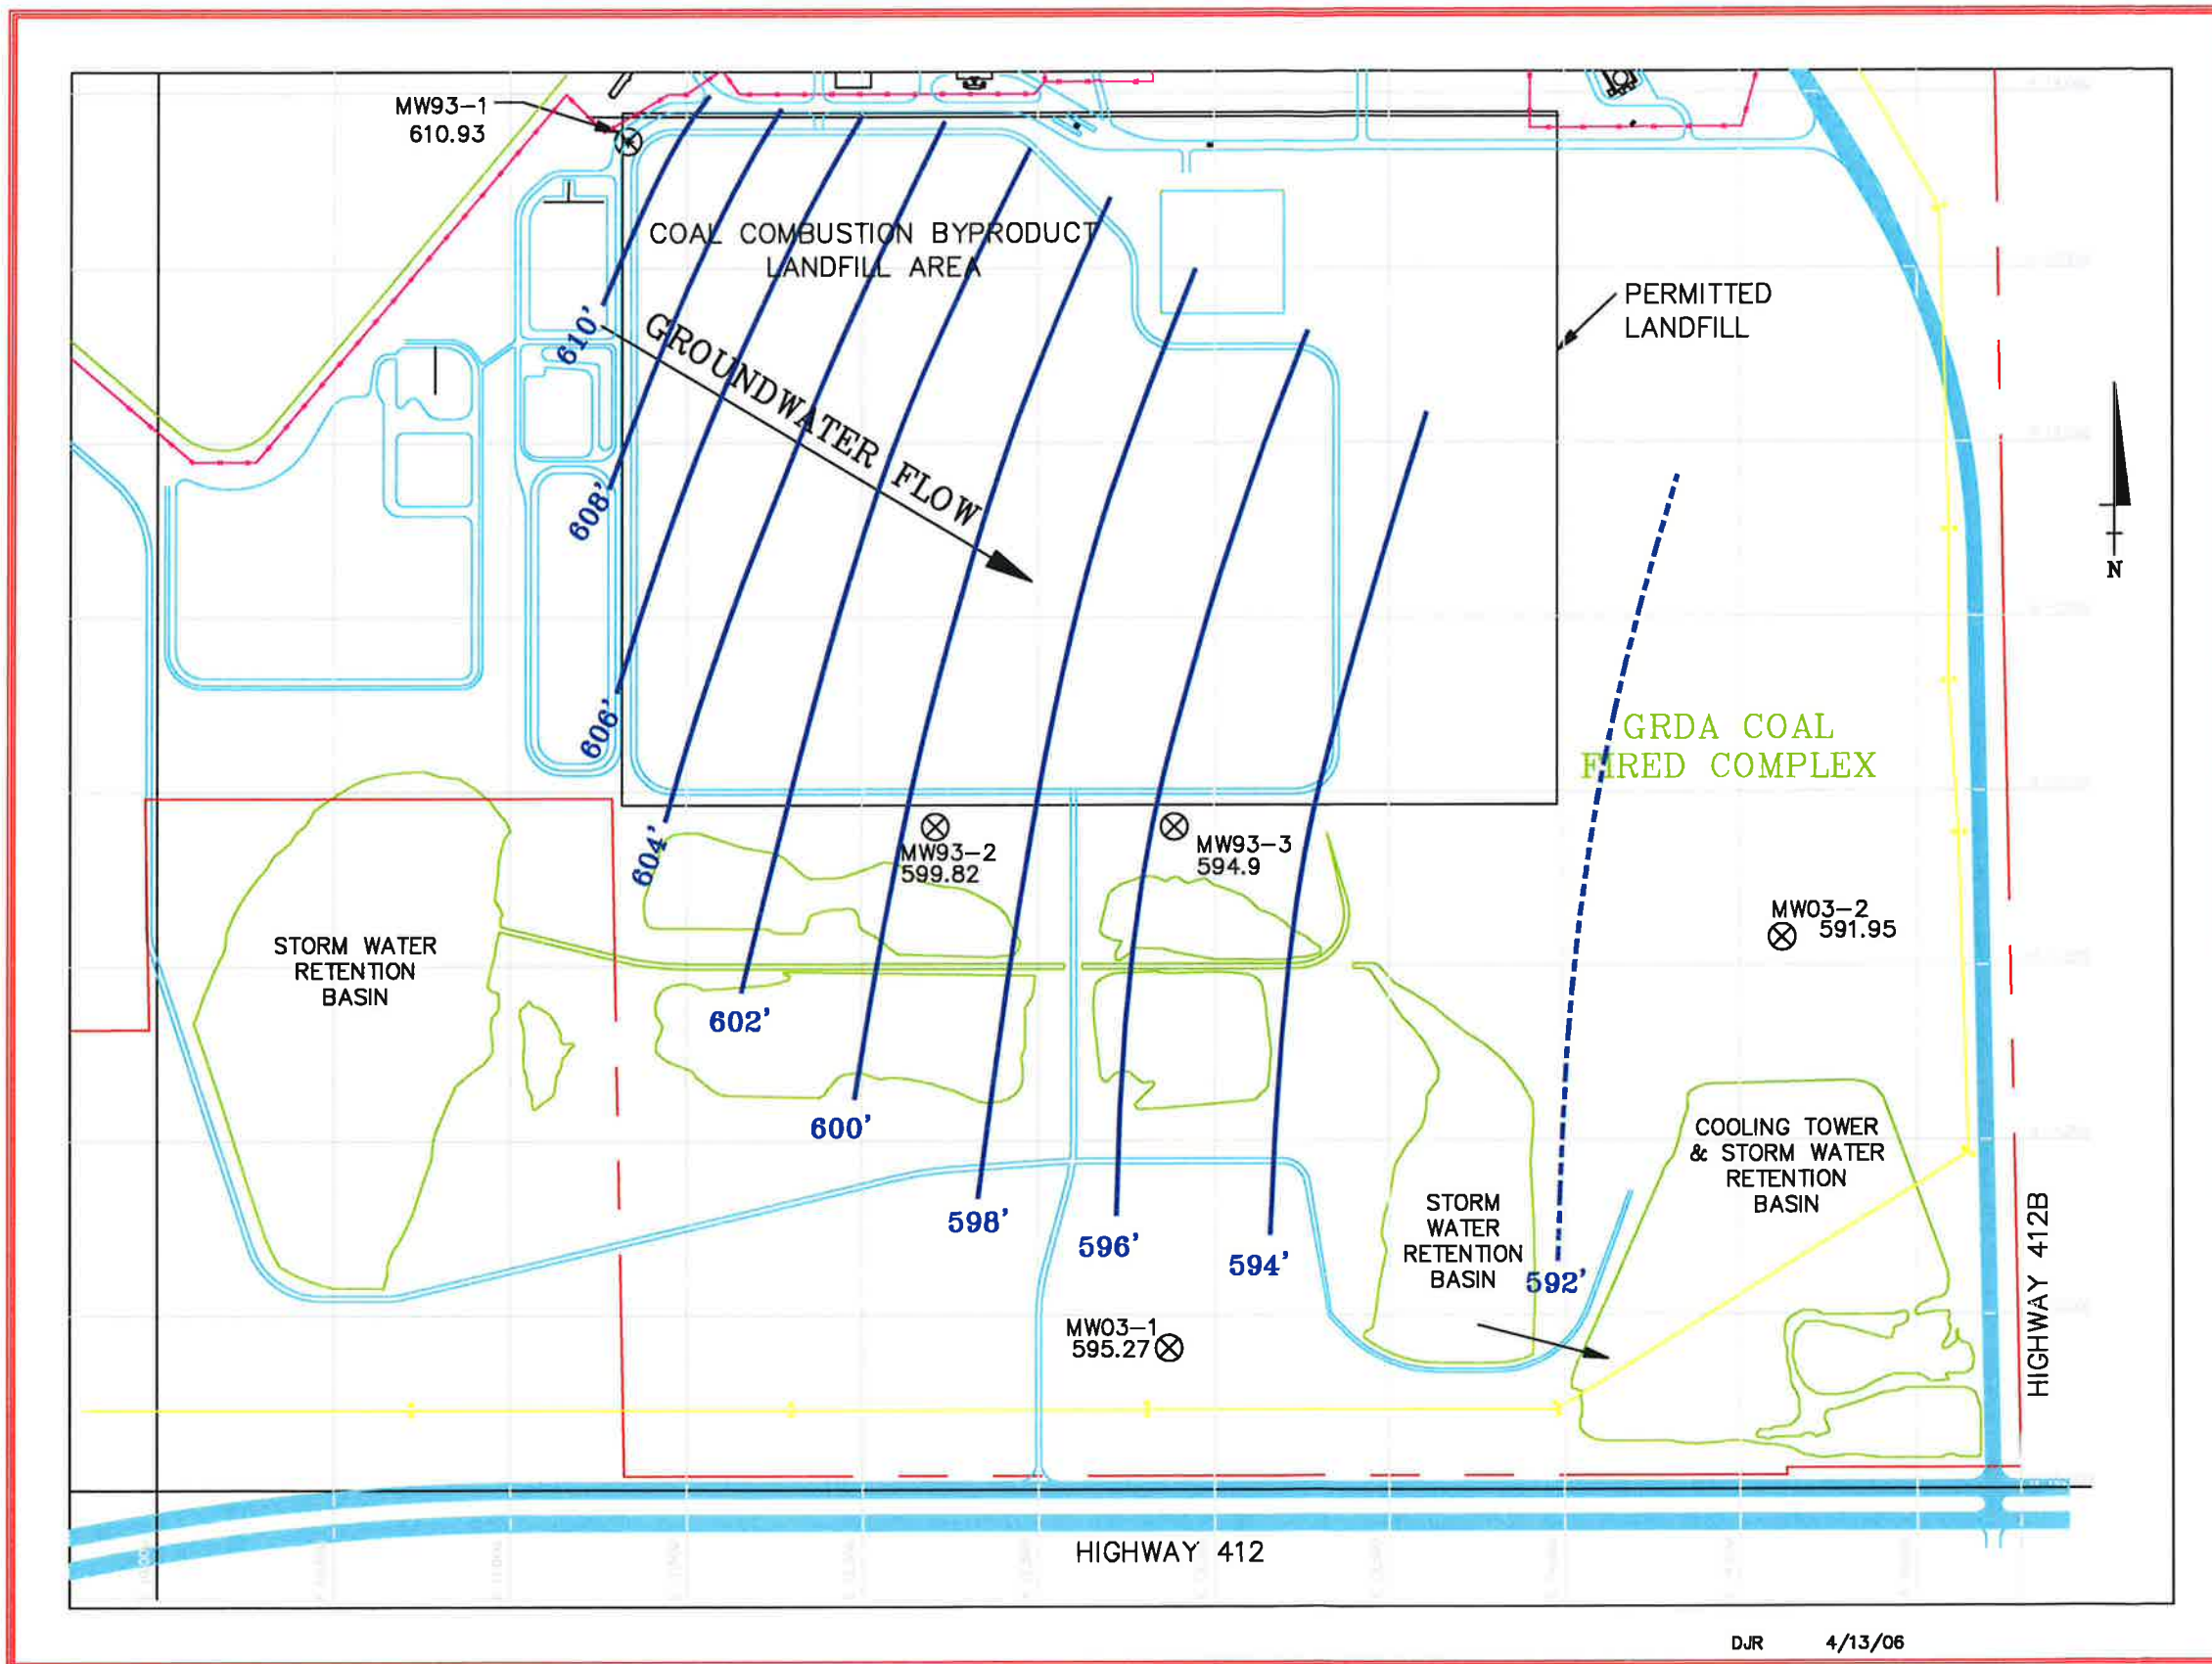 MW93-1
610.93
COAL COMBUSTION BYPRODUCT
LANDFILL AREA
PERMITTED
LANDFILL
610'
GROUNDWATER FLOW
608'
N
606'
GRDA COAL
FIRED COMPLEX
604'
MW93-2
599.82
MW93-3
594.9
MW03-2
591.95
STORM WATER
RETENTION
BASIN
602'
600'
COOLING TOWER
& STORM WATER
RETENTION
BASIN
598'
596'
594'
STORM
WATER
RETENTION
BASIN
592'
HIGHWAY 412B
MW03-1
595.27
HIGHWAY 412
DJR 4/13/06